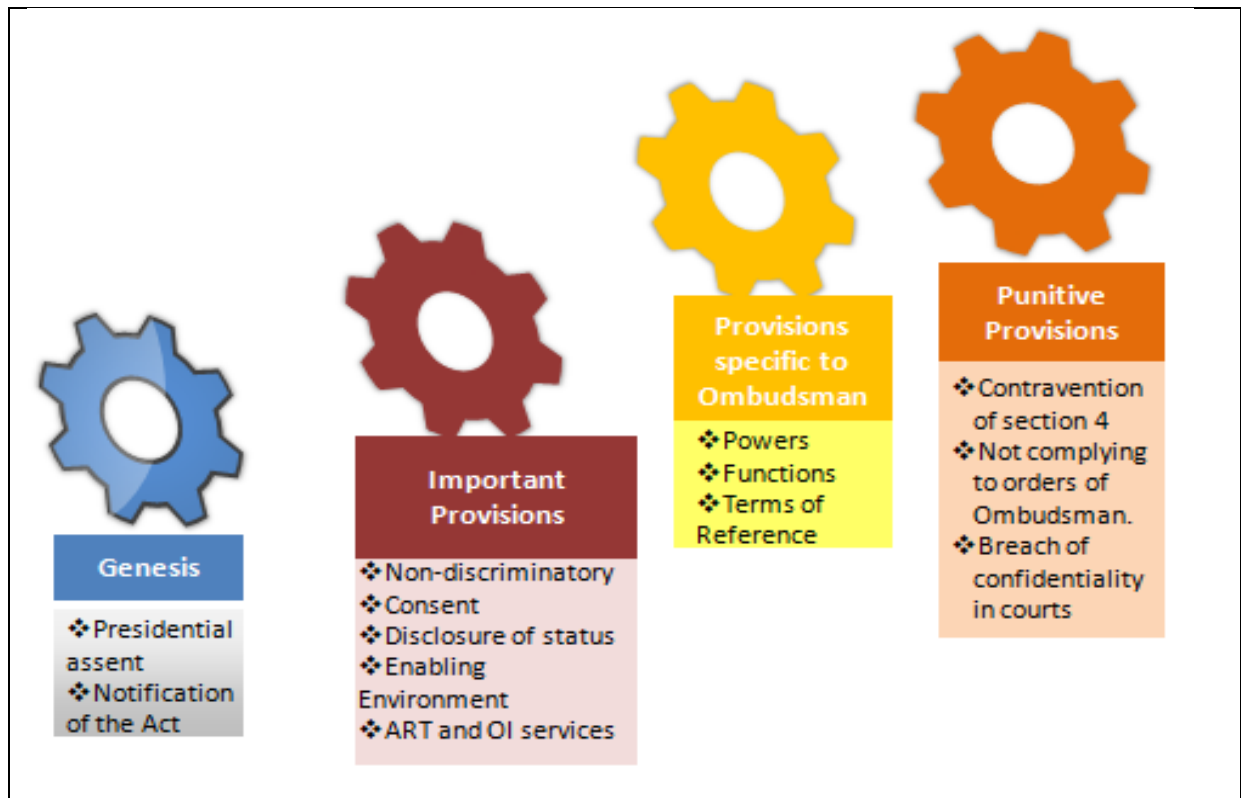 Genesis
❖Presidential
assent
❖Notification
of the Act
Important
Provisions
❖Non-discriminatory
❖Consent
❖Disclosure of status
❖Enabling
Environment
❖ART and OI services
Provisions
specific to
Ombudsman
❖Powers
❖Functions
❖Terms of
Reference
Punitive
Provisions
❖Contravention
of section 4
❖Not complying
to orders of
Ombudsman.
❖Breach of
confidentiality
in courts